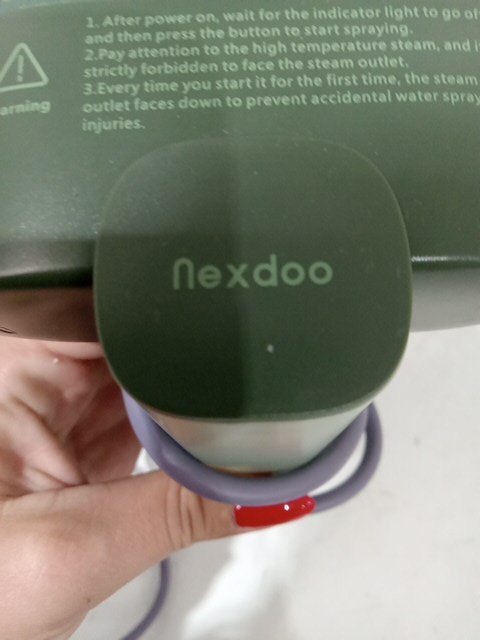 1. After power on, wait for the indicator light to go
and then press the button to start spraying.
2.Pay attention to the high temperature steam, and
strictly forbidden to face the steam outlet.
3.Every time you start it for the first time, the steam
outlet faces down to prevent accidental water spray
injuries.
nexdoo